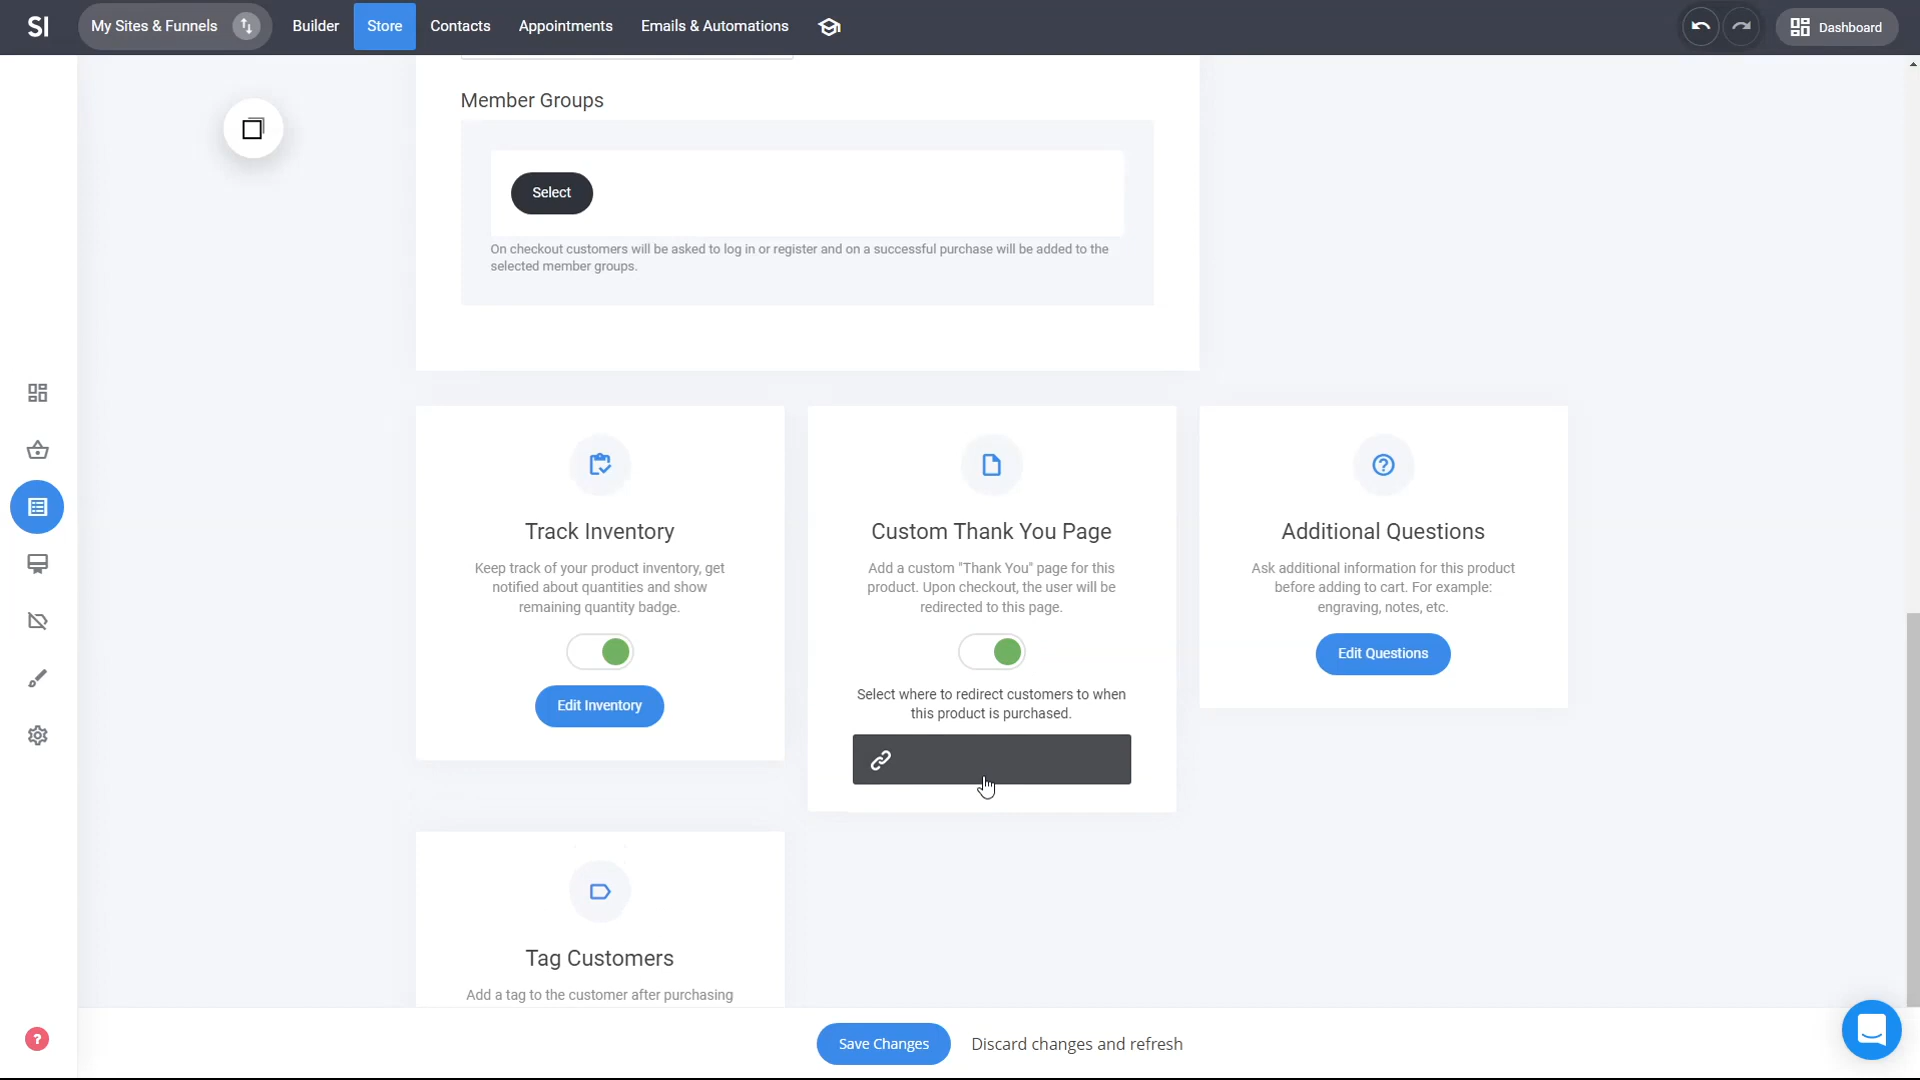 SI
My Sites & Funnels
Builder
Store
Contacts
Appointments
Emails & Automations
Dashboard
Member Groups
Select
On checkout customers will be asked to log in or register and on a successful purchase will be added to the
selected member groups.
Track Inventory
Keep track of your product inventory, get
notified about quantities and show
remaining quantity badge.
Edit Inventory
Custom Thank You Page
Add a custom "Thank You" page for this
product. Upon checkout, the user will be
redirected to this page.
Select where to redirect customers to when
this product is purchased.
Additional Questions
Ask additional information for this product
before adding to cart. For example:
engraving, notes, etc.
Edit Questions
Tag Customers
Add a tag to the customer after purchasing
?
Save Changes
Discard changes and refresh